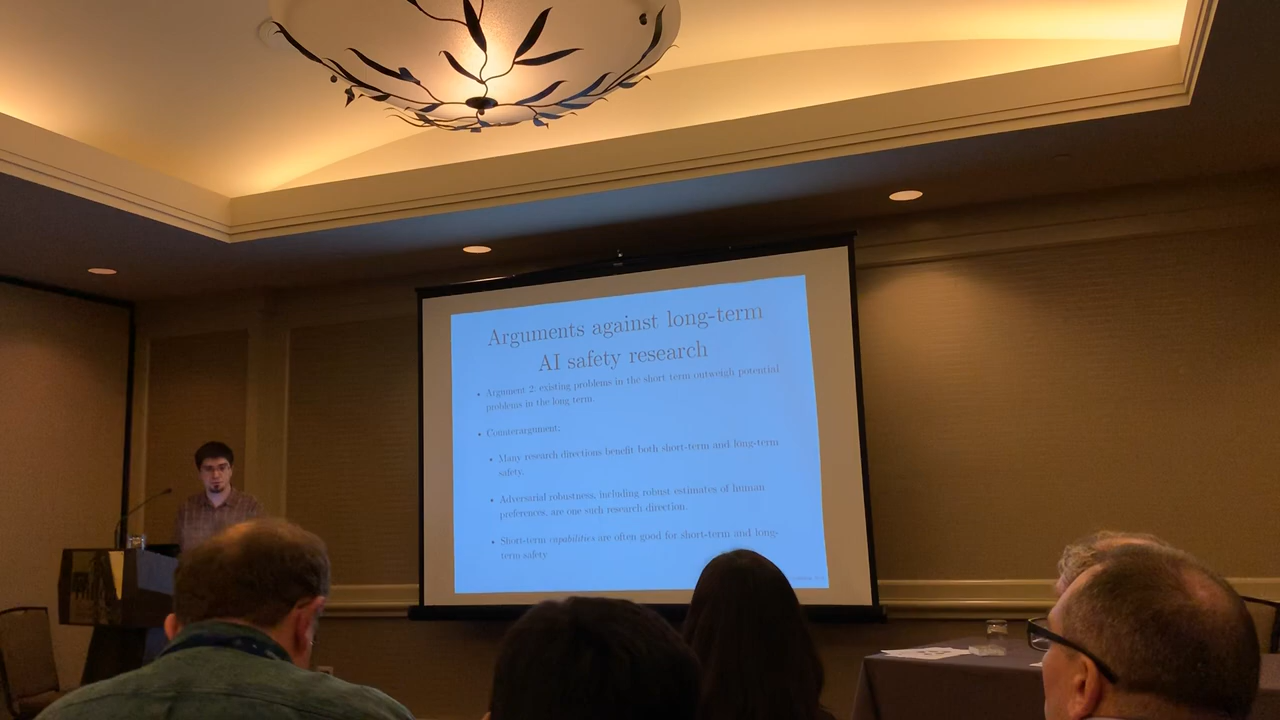 Arguments against long-term
AI safety research
• Argument 2: existing problems in the short term outweigh potential
problems in the long term.
• Counterargument:
• Many research directions benefit both short-term and long-term
safety.
• Adversarial robustness, including robust estimates of human
preferences, are one such research direction.
• Short-term capabilities are often good for short-term and long-
term safety